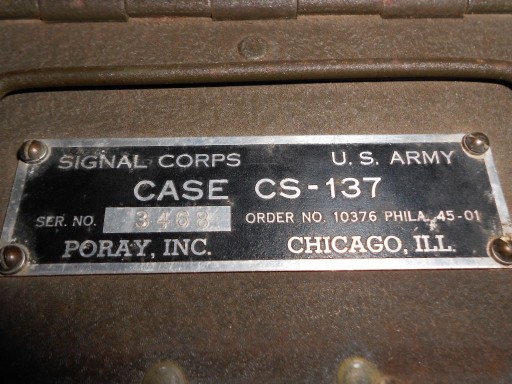 SIGNAL CORPS U. S. ARMY
CASE CS-137
SER. NO. 3468 ORDER NO. 10376 PHILA. 45-01
PORAY, INC. CHICAGO, ILL.